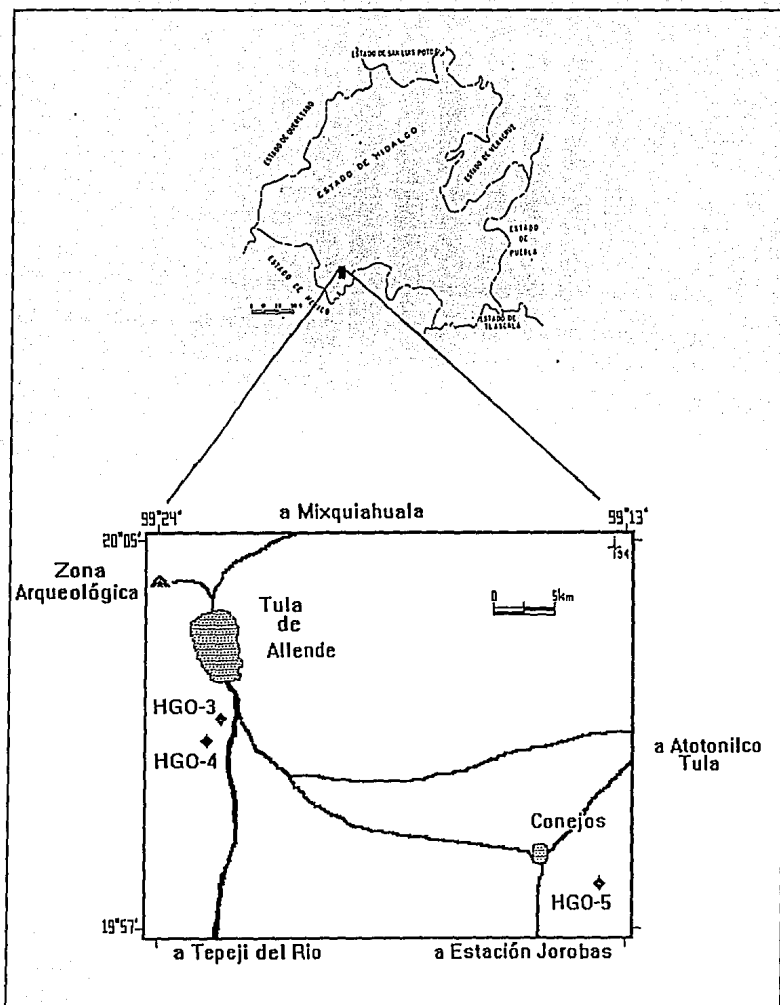 ESTADO DE SAN LUIS POTOSI
ESTADO DE QUERETARO
ESTADO DE HIDALGO
ESTADO DE VERACRUZ
ESTADO
DE
PUEBLA
ESTADO DE MEXICO
ESTADO DE
TLAXCALA
99°24'
a Mixquiahuala
99°13'
20°05'
Zona
Arqueológica
0 5km
Tula
de
Allende
HGO-3
HGO-4
a Atotonilco
Tula
Conejos
HGO-5
19°57'
a Tepeji del Rio
a Estación Jorobas